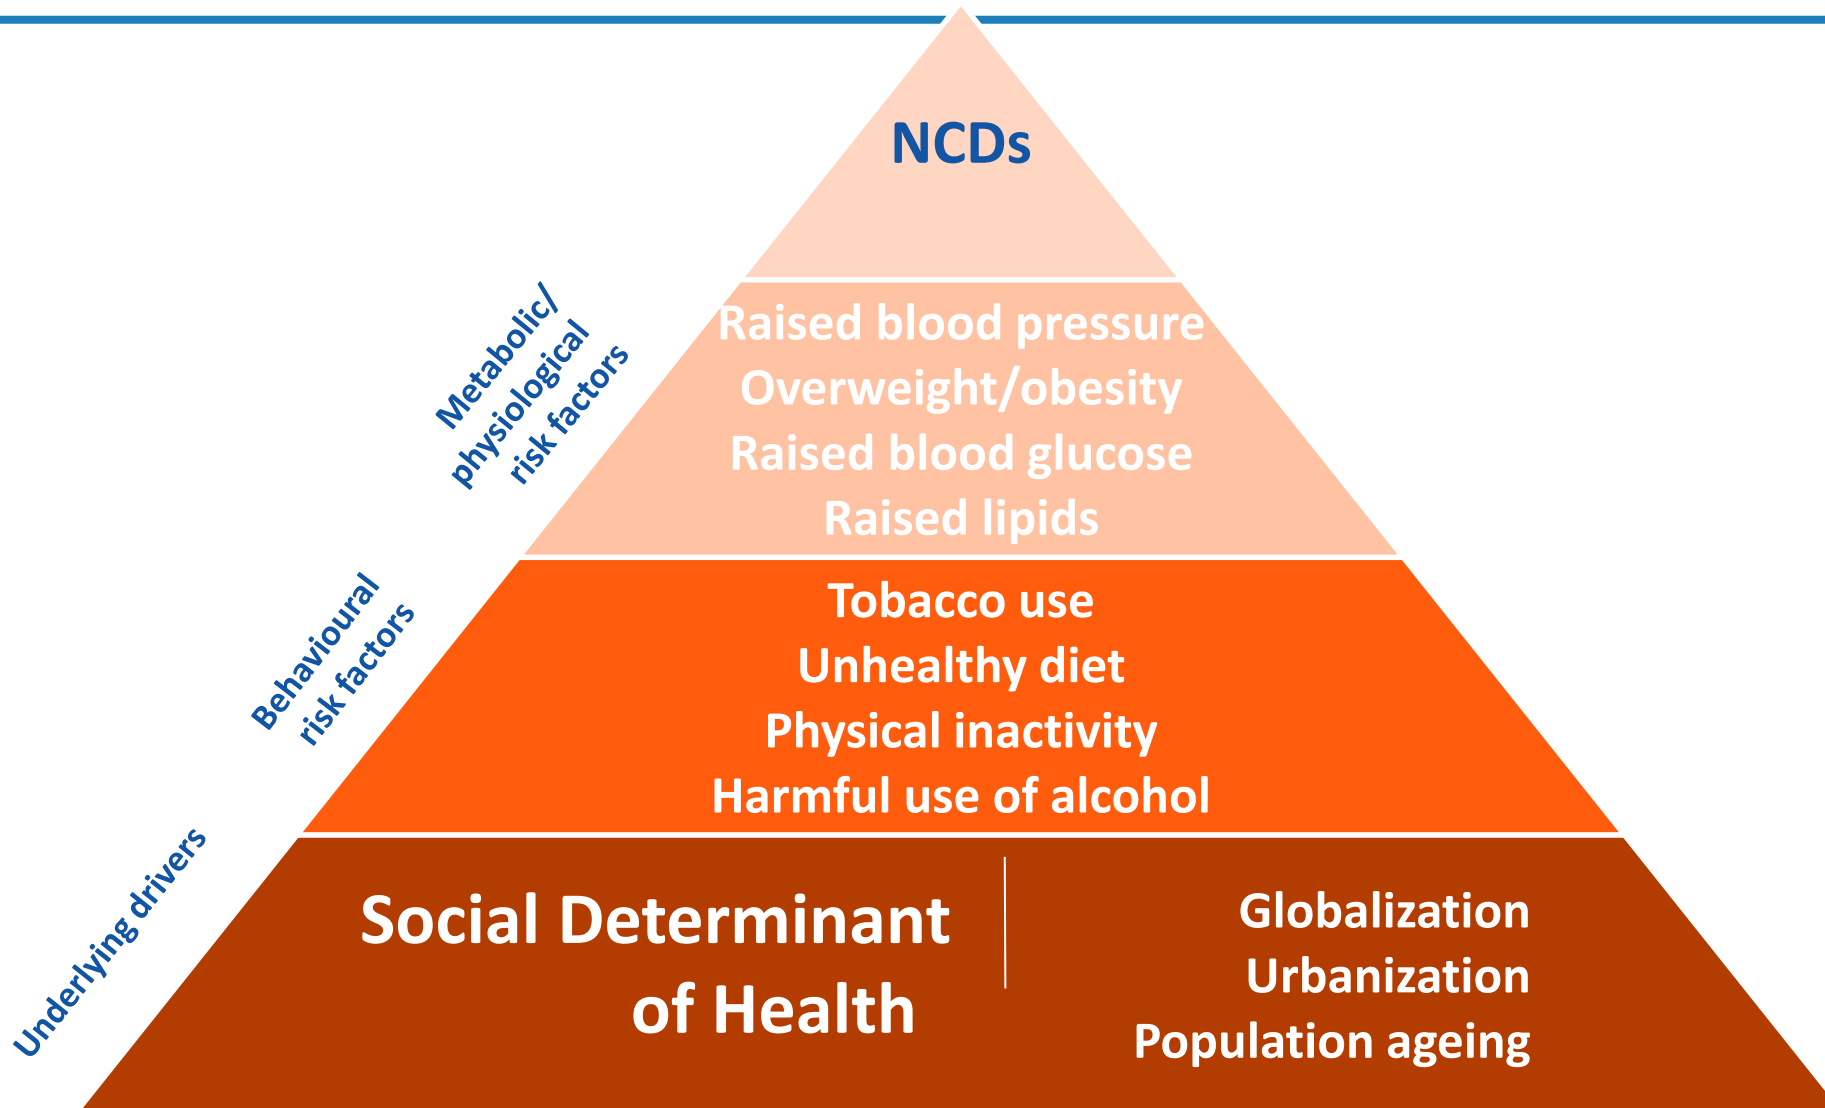 NCDs
Metabolic/
physiological
risk factors
Raised blood pressure
Overweight/obesity
Raised blood glucose
Raised lipids
Behavioural
risk factors
Tobacco use
Unhealthy diet
Physical inactivity
Harmful use of alcohol
Underlying drivers
Social Determinant
of Health
Globalization
Urbanization
Population ageing